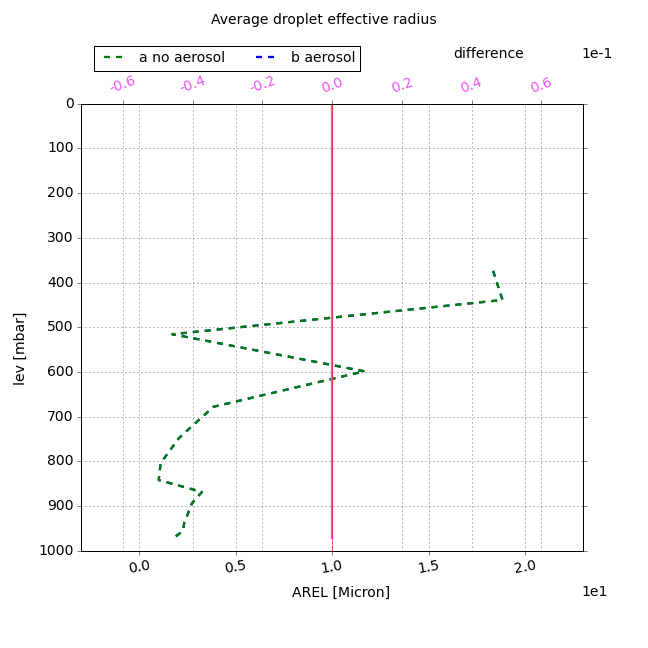 Average droplet effective radius
a no aerosol
b aerosol
difference
1e-1
-0.6 -0.4 -0.2 0.0 0.2 0.4 0.6
0
100
200
300
400
500
600
700
800
900
1000
lev [mbar]
0.0 0.5 1.0 1.5 2.0
AREL [Micron]
1e1